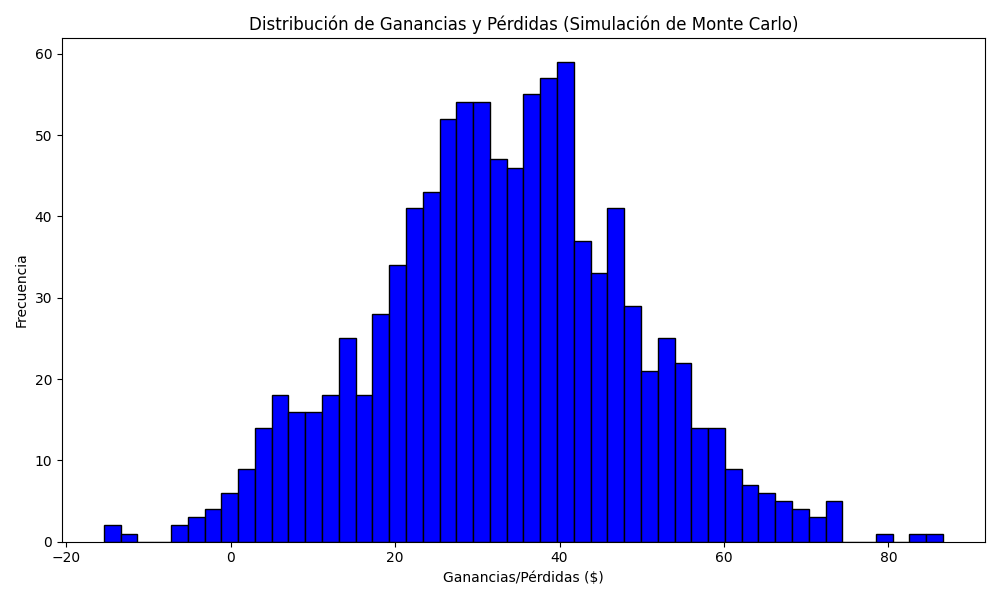 Distribución de Ganancias y Pérdidas (Simulación de Monte Carlo)
60
50
40
30
20
10
0
Frecuencia
−20 0 20 40 60 80
Ganancias/Pérdidas ($)